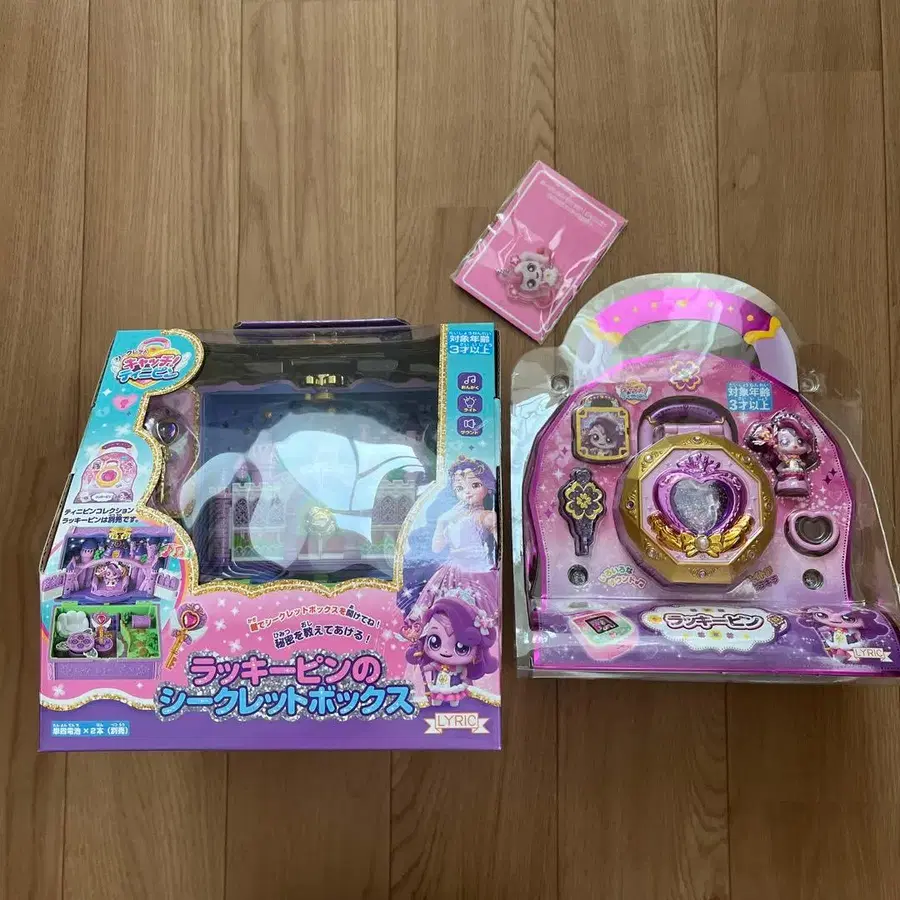 キャッチ!
ティニピン
対象年齢
3才以上
おんがく
ライト
サウンド
ティニピンコレクション
ラッキーピンは別売です。
鍵でシークレットボックスを開けてね!
秘密を教えてあげる!
ラッキーピンの
シークレットボックス
LYRIC
単四電池×2本(別売)
対象年齢
3才以上
ラッキーピン
LYRIC